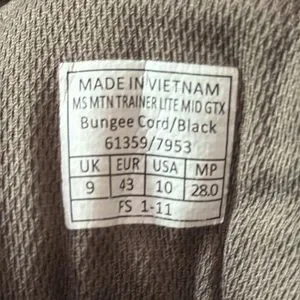 MADE IN VIETNAM
MS MTN TRAINER LITE MID GTX
Bungee Cord/Black
61359/7953
UK EUR USA MP
9 43 10 28.0
FS 1-11